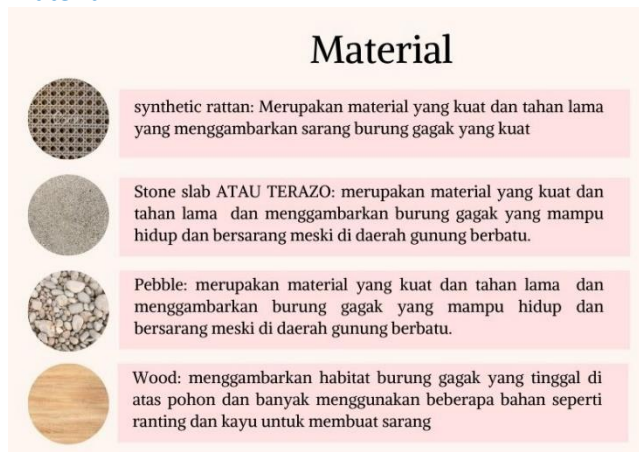 Material
synthetic rattan: Merupakan material yang kuat dan tahan lama
yang menggambarkan sarang burung gagak yang kuat
Stone slab ATAU TERAZO: merupakan material yang kuat dan
tahan lama dan menggambarkan burung gagak yang mampu
hidup dan bersarang meski di daerah gunung berbatu.
Pebble: merupakan material yang kuat dan tahan lama dan
menggambarkan burung gagak yang mampu hidup dan
bersarang meski di daerah gunung berbatu.
Wood: menggambarkan habitat burung gagak yang tinggal di
atas pohon dan banyak menggunakan beberapa bahan seperti
ranting dan kayu untuk membuat sarang